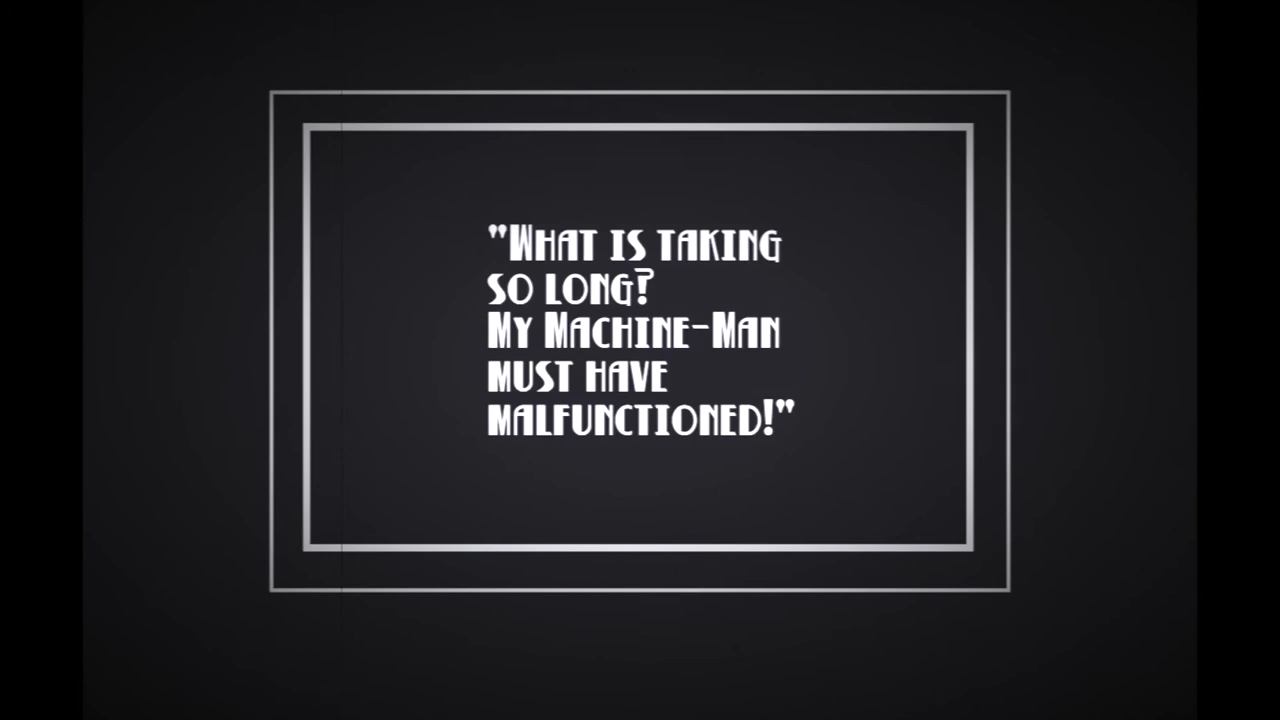 "What is taking
so long?
My Machine-Man
must have
malfunctioned!"